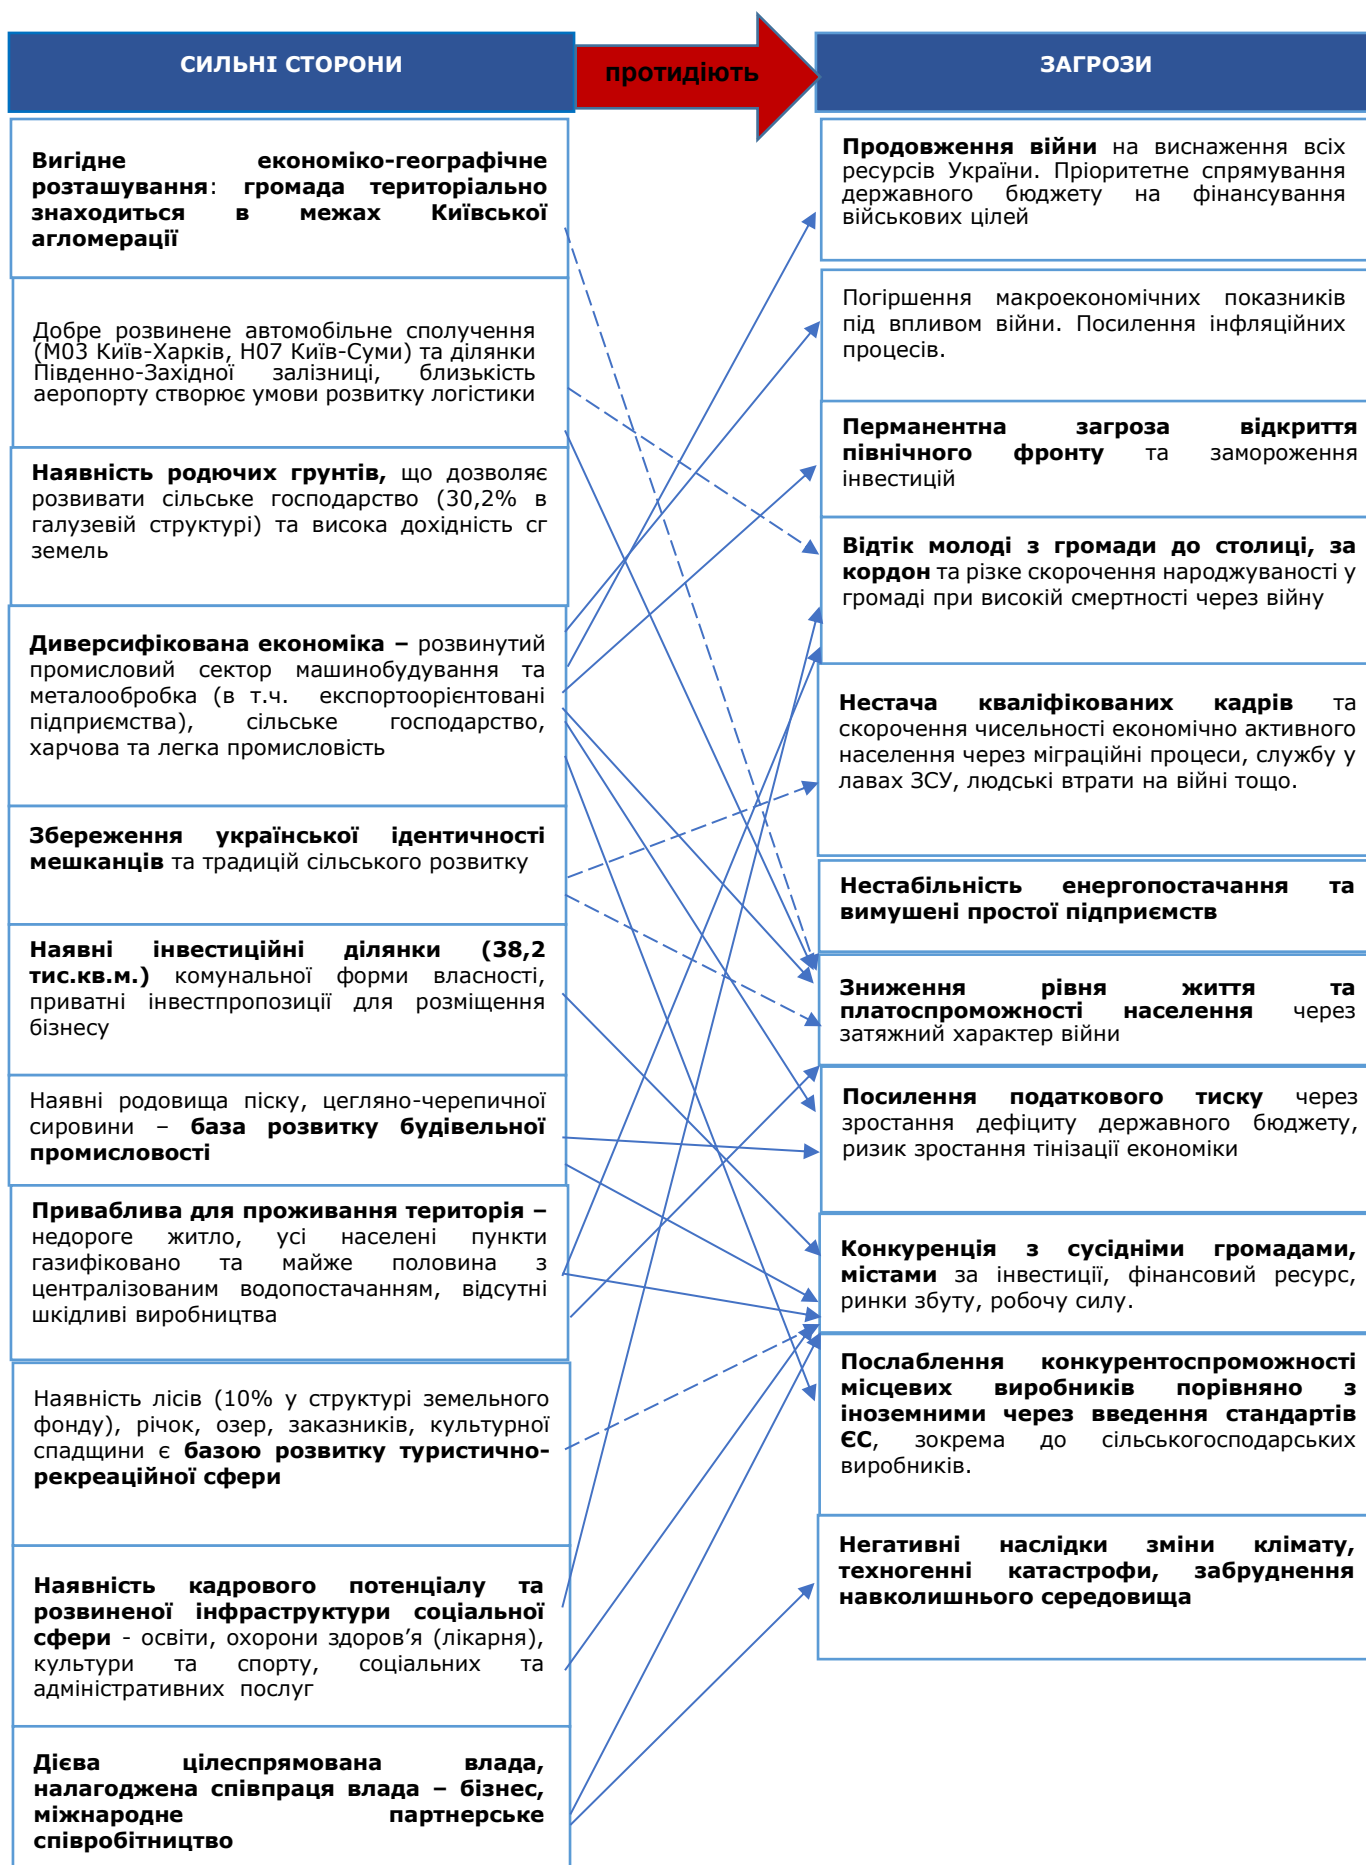 СИЛЬНІ СТОРОНИ
протидіють
ЗАГРОЗИ
Вигідне економіко-географічне
розташування: громада територіально
знаходиться в межах Київської
агломерації
Добре розвинене автомобільне сполучення
(М03 Київ-Харків, Н07 Київ-Суми) та ділянки
Південно-Західної залізниці, близькість
аеропорту створює умови розвитку логістики
Наявність родючих грунтів, що дозволяє
розвивати сільське господарство (30,2% в
галузевій структурі) та висока дохідність сг
земель
Диверсифікована економіка – розвинутий
промисловий сектор машинобудування та
металообробка (в т.ч. експортоорієнтовані
підприємства), сільське господарство,
харчова та легка промисловість
Збереження української ідентичності
мешканців та традицій сільського розвитку
Наявні інвестиційні ділянки (38,2
тис.кв.м.) комунальної форми власності,
приватні інвестпропозиції для розміщення
бізнесу
Наявні родовища піску, цегляно-черепичної
сировини – база розвитку будівельної
промисловості
Приваблива для проживання територія –
недороге житло, усі населені пункти
газифіковано та майже половина з
централізованим водопостачанням, відсутні
шкідливі виробництва
Наявність лісів (10% у структурі земельного
фонду), річок, озер, заказників, культурної
спадщини є базою розвитку туристично-
рекреаційної сфери
Наявність кадрового потенціалу та
розвиненої інфраструктури соціальної
сфери - освіти, охорони здоров’я (лікарня),
культури та спорту, соціальних та
адміністративних послуг
Дієва цілеспрямована влада,
налагоджена співпраця влада – бізнес,
міжнародне партнерське
співробітництво
Продовження війни на виснаження всіх
ресурсів України. Пріоритетне спрямування
державного бюджету на фінансування
військових цілей
Погіршення макроекономічних показників
під впливом війни. Посилення інфляційних
процесів.
Перманентна загроза відкриття
північного фронту та замороження
інвестицій
Відтік молоді з громади до столиці, за
кордон та різке скорочення народжуваності у
громаді при високій смертності через війну
Нестача кваліфікованих кадрів та
скорочення чисельності економічно активного
населення через міграційні процеси, службу у
лавах ЗСУ, людські втрати на війні тощо.
Нестабільність енергопостачання та
вимушені простої підприємств
Зниження рівня життя та
платоспроможності населення через
затяжний характер війни
Посилення податкового тиску через
зростання дефіциту державного бюджету,
ризик зростання тінізації економіки
Конкуренція з сусідніми громадами,
містами за інвестиції, фінансовий ресурс,
ринки збуту, робочу силу.
Послаблення конкурентоспроможності
місцевих виробників порівняно з
іноземними через введення стандартів
ЄС, зокрема до сільськогосподарських
виробників.
Негативні наслідки зміни клімату,
техногенні катастрофи, забруднення
навколишнього середовища